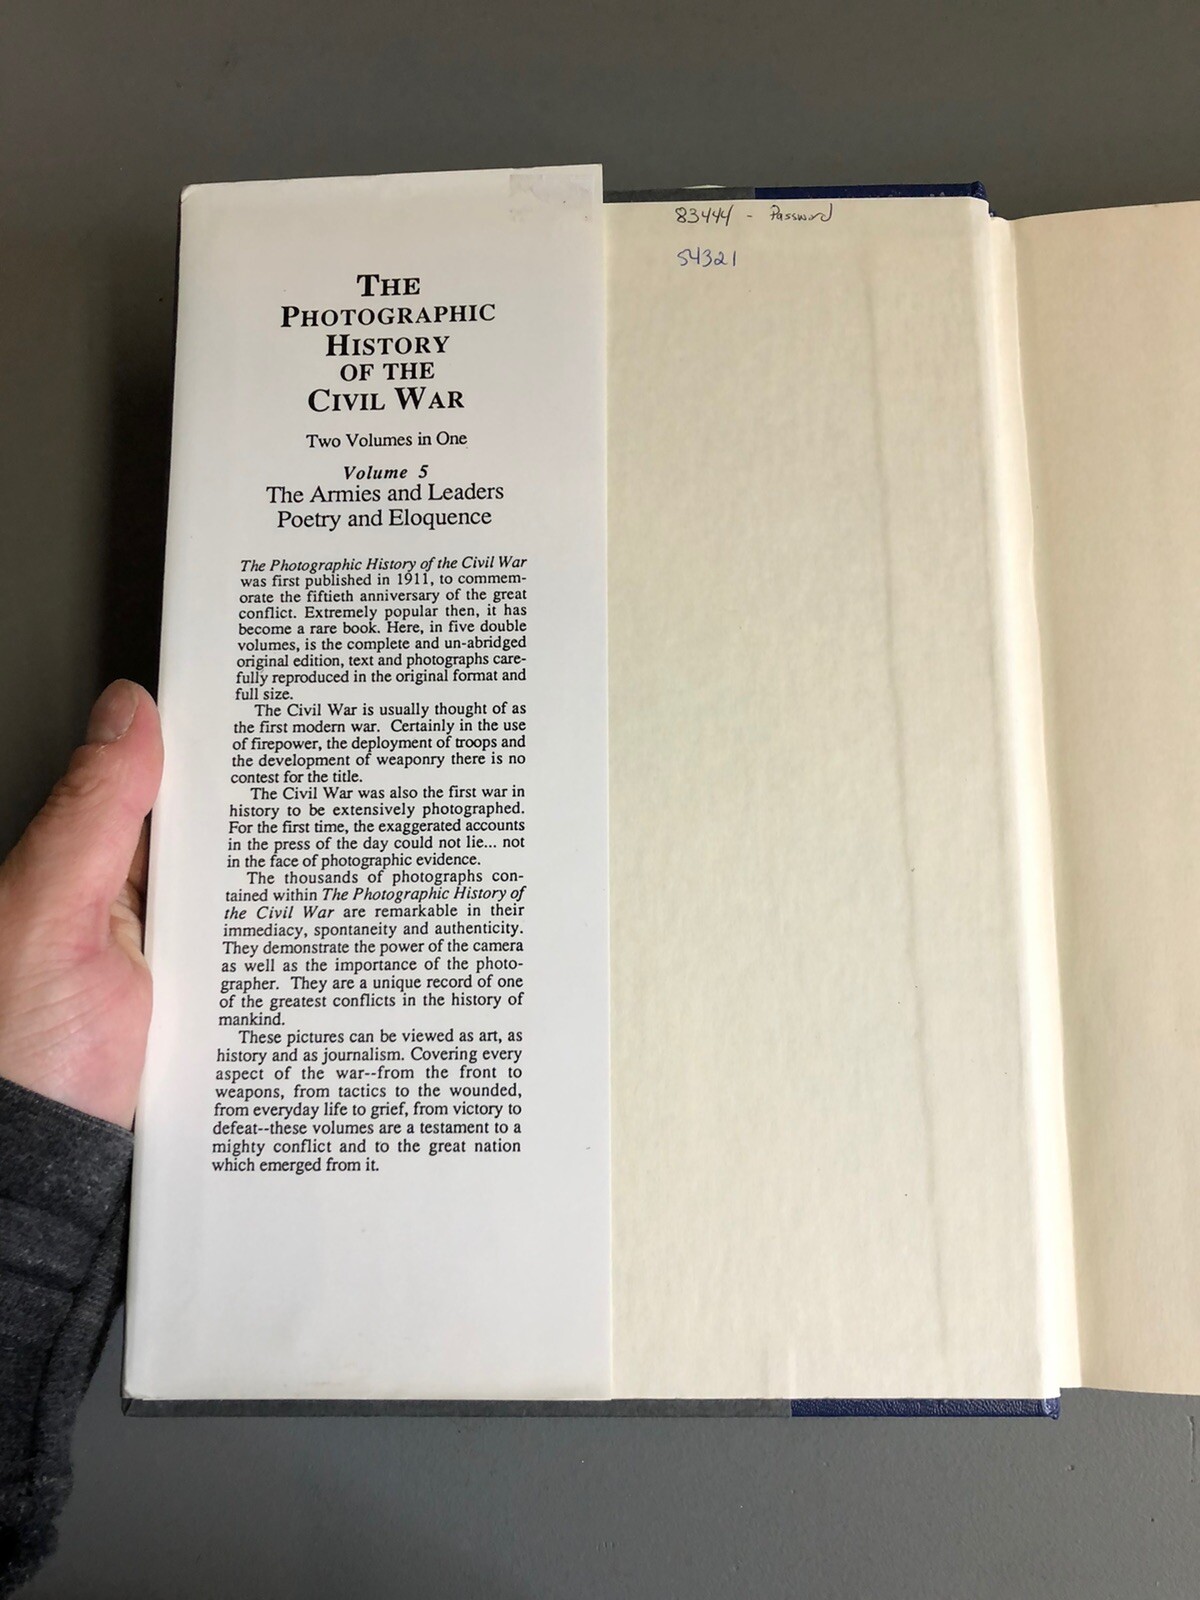 THE
PHOTOGRAPHIC
HISTORY
OF THE
CIVIL WAR
Two Volumes in One
Volume 5
The Armies and Leaders
Poetry and Eloquence
The Photographic History of the Civil War
was first published in 1911, to commem-
orate the fiftieth anniversary of the great
conflict. Extremely popular then, it has
become a rare book. Here, in five double
volumes, is the complete and un-abridged
original edition, text and photographs care-
fully reproduced in the original format and
full size.
The Civil War is usually thought of as
the first modern war. Certainly in the use
of firepower, the deployment of troops and
the development of weaponry there is no
contest for the title.
The Civil War was also the first war in
history to be extensively photographed.
For the first time, the exaggerated accounts
in the press of the day could not lie... not
in the face of photographic evidence.
The thousands of photographs con-
tained within The Photographic History of
the Civil War are remarkable in their
immediacy, spontaneity and authenticity.
They demonstrate the power of the camera
as well as the importance of the photo-
grapher. They are a unique record of one
of the greatest conflicts in the history of
mankind.
These pictures can be viewed as art, as
history and as journalism. Covering every
aspect of the war--from the front to
weapons, from tactics to the wounded,
from everyday life to grief, from victory to
defeat--these volumes are a testament to a
mighty conflict and to the great nation
which emerged from it.
83444 - Password
54321